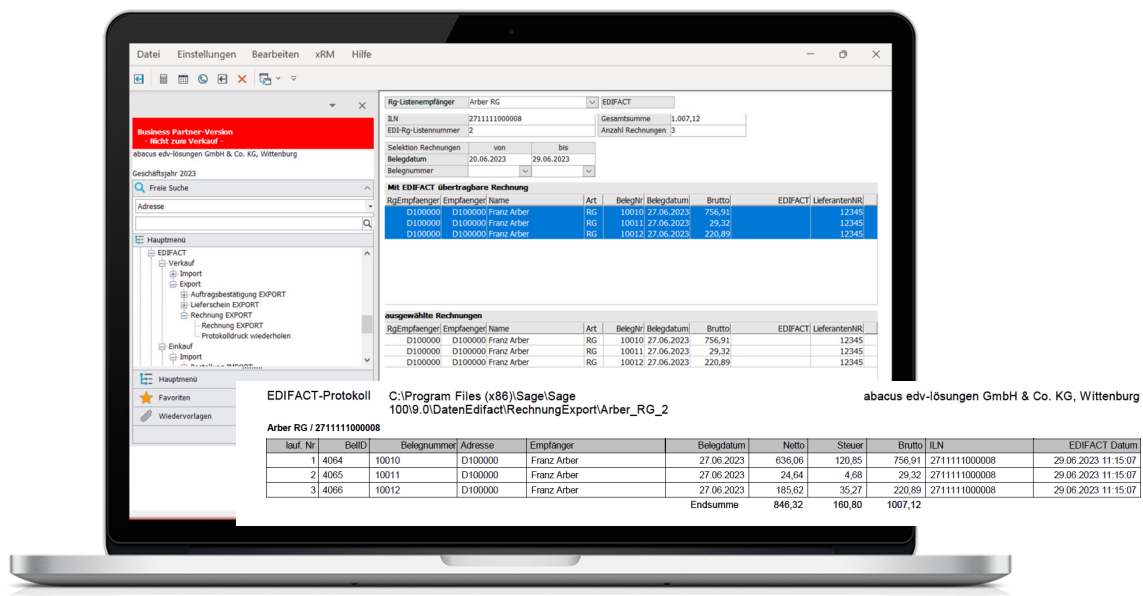 Datei Einstellungen Bearbeiten xRM Hilfe
Business Partner-Version
- Nicht zum Verkauf -
abacus edv-lösungen GmbH & Co. KG, Wittenburg
Geschäftsjahr 2023
Freie Suche
Adresse
Hauptmenü
EDIFACT
Verkauf
Import
Export
Auftragsbestätigung EXPORT
Lieferschein EXPORT
Rechnung EXPORT
Rechnung EXPORT
Protokolldruck wiederholen
Einkauf
Import
Hauptmenü
Favoriten
Wiedervorlagen
Rg-Listenempfänger Arber RG EDIFACT
ILN 2711111000008 Gesamtsumme 1.007,12
EDI-Rg-Listennummer 2 Anzahl Rechnungen 3
Selektion Rechnungen von bis
Belegdatum 20.06.2023 29.06.2023
Belegnummer
Mit EDIFACT übertragbare Rechnung
RgEmpfaenger Empfaenger Name Art BelegNr Belegdatum Brutto EDIFACT LieferantenNR
D100000 D100000 Franz Arber RG 10010 27.06.2023 756,91 12345
D100000 D100000 Franz Arber RG 10011 27.06.2023 29,32 12345
D100000 D100000 Franz Arber RG 10012 27.06.2023 220,89 12345
ausgewählte Rechnungen
RgEmpfaenger Empfaenger Name Art BelegNr Belegdatum Brutto EDIFACT LieferantenNR
D100000 D100000 Franz Arber RG 10010 27.06.2023 756,91 12345
D100000 D100000 Franz Arber RG 10011 27.06.2023 29,32 12345
D100000 D100000 Franz Arber RG 10012 27.06.2023 220,89 12345
EDIFACT-Protokoll C:\Program Files (x86)\Sage\Sage abacus edv-lösungen GmbH & Co. KG, Wittenburg
100\9.0\DatenEdifact\RechnungExport\Arber_RG_2
Arber RG / 2711111000008
lauf. Nr BelID Belegnummer Adresse Empfänger Belegdatum Netto Steuer Brutto ILN EDIFACT Datum
1 4064 10010 D100000 Franz Arber 27.06.2023 636,06 120,85 756,91 2711111000008 29.06.2023 11:15:07
2 4065 10011 D100000 Franz Arber 27.06.2023 24,64 4,68 29,32 2711111000008 29.06.2023 11:15:07
3 4066 10012 D100000 Franz Arber 27.06.2023 185,62 35,27 220,89 2711111000008 29.06.2023 11:15:07
Endsumme 846,32 160,80 1007,12